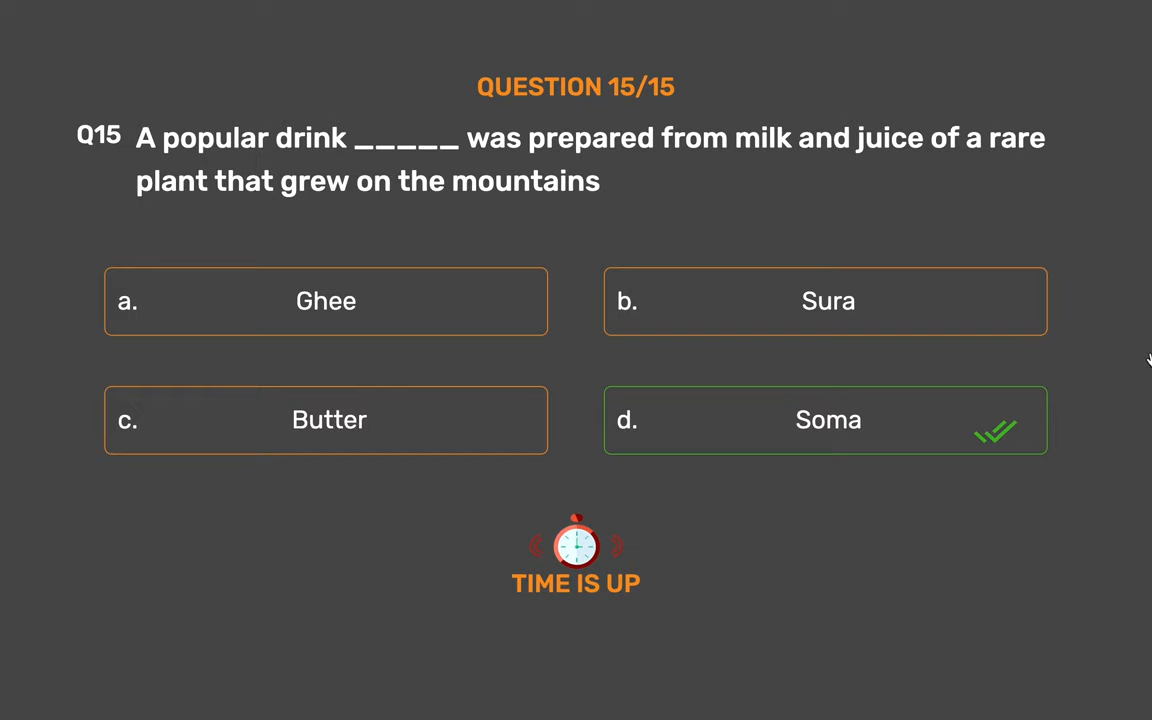 QUESTION 15/15
Q15 A popular drink _____ was prepared from milk and juice of a rare
plant that grew on the mountains
a. Ghee
b. Sura
c. Butter
d. Soma
TIME IS UP